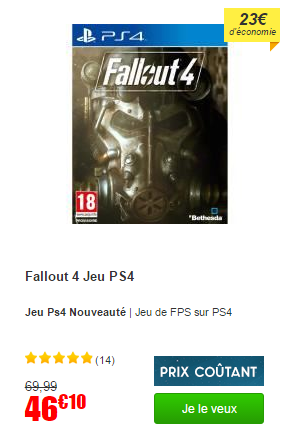 23€
d'économie
PS4
Fallout 4
18
Bethesda
Fallout 4 Jeu PS4
Jeu Ps4 Nouveauté | Jeu de FPS sur PS4
(14)
69,99
PRIX COÛTANT
46€10
Je le veux